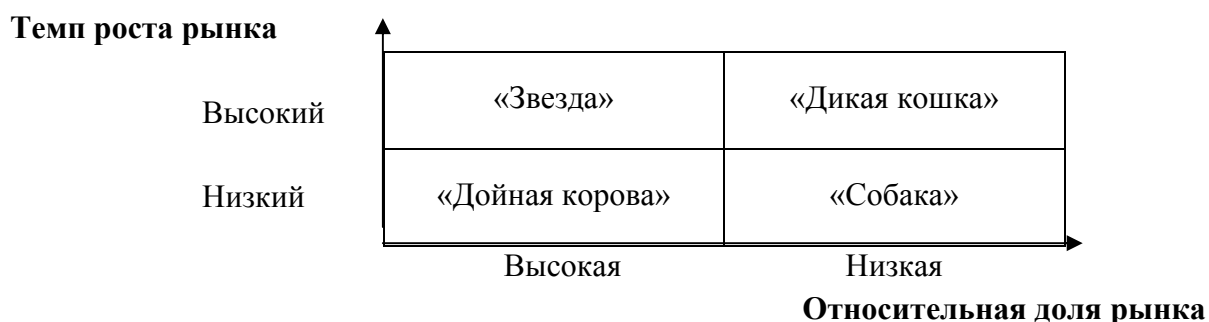 Темп роста рынка
Высокий
«Звезда»
«Дикая кошка»
Низкий
«Дойная корова»
«Собака»
Высокая
Низкая
Относительная доля рынка